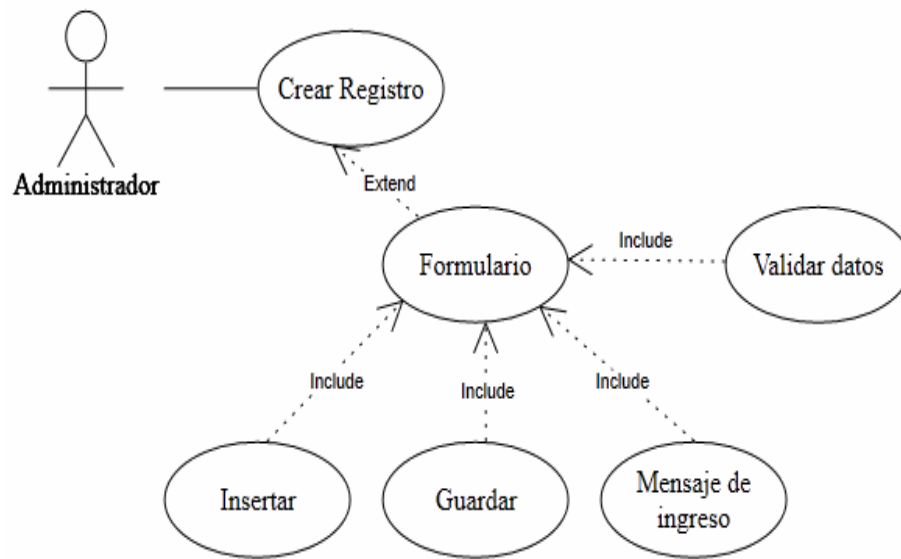 Crear Registro
Administrador
Extend
Formulario
Include
Validar datos
Include
Include
Include
Insertar
Guardar
Mensaje de
ingreso